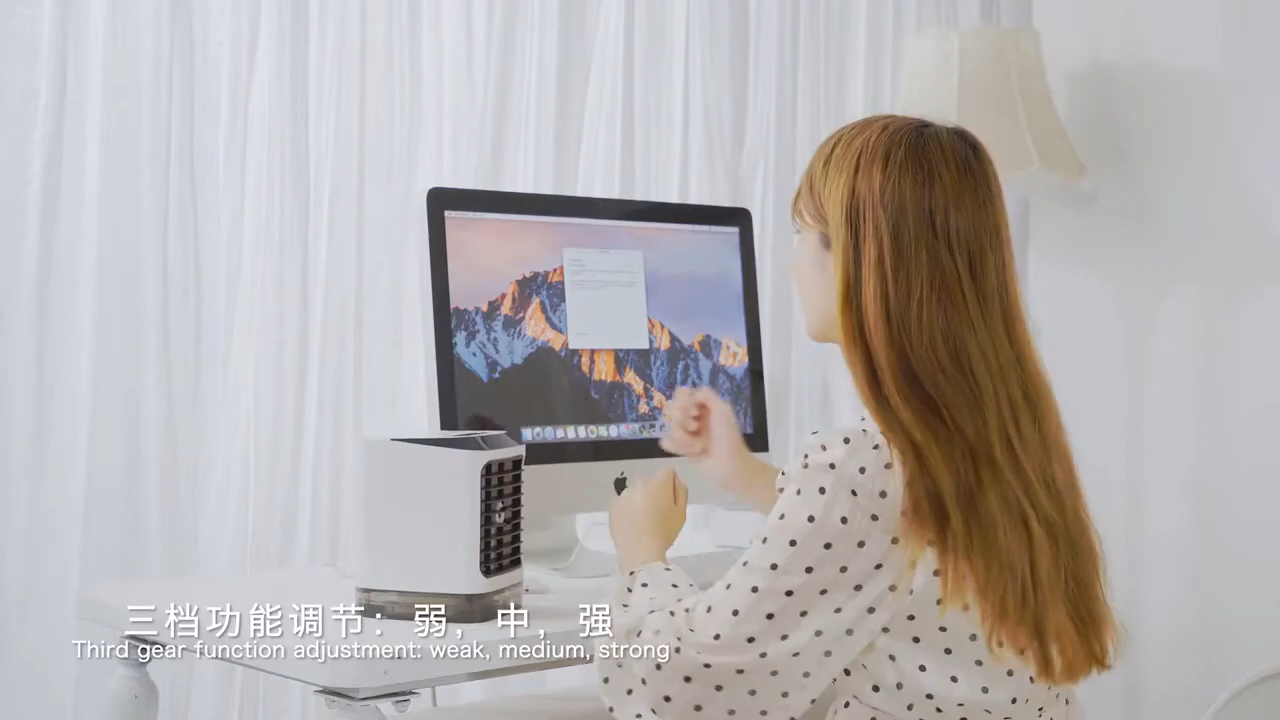 三档功能调节：弱，中，强
Third gear function adjustment: weak, medium, strong